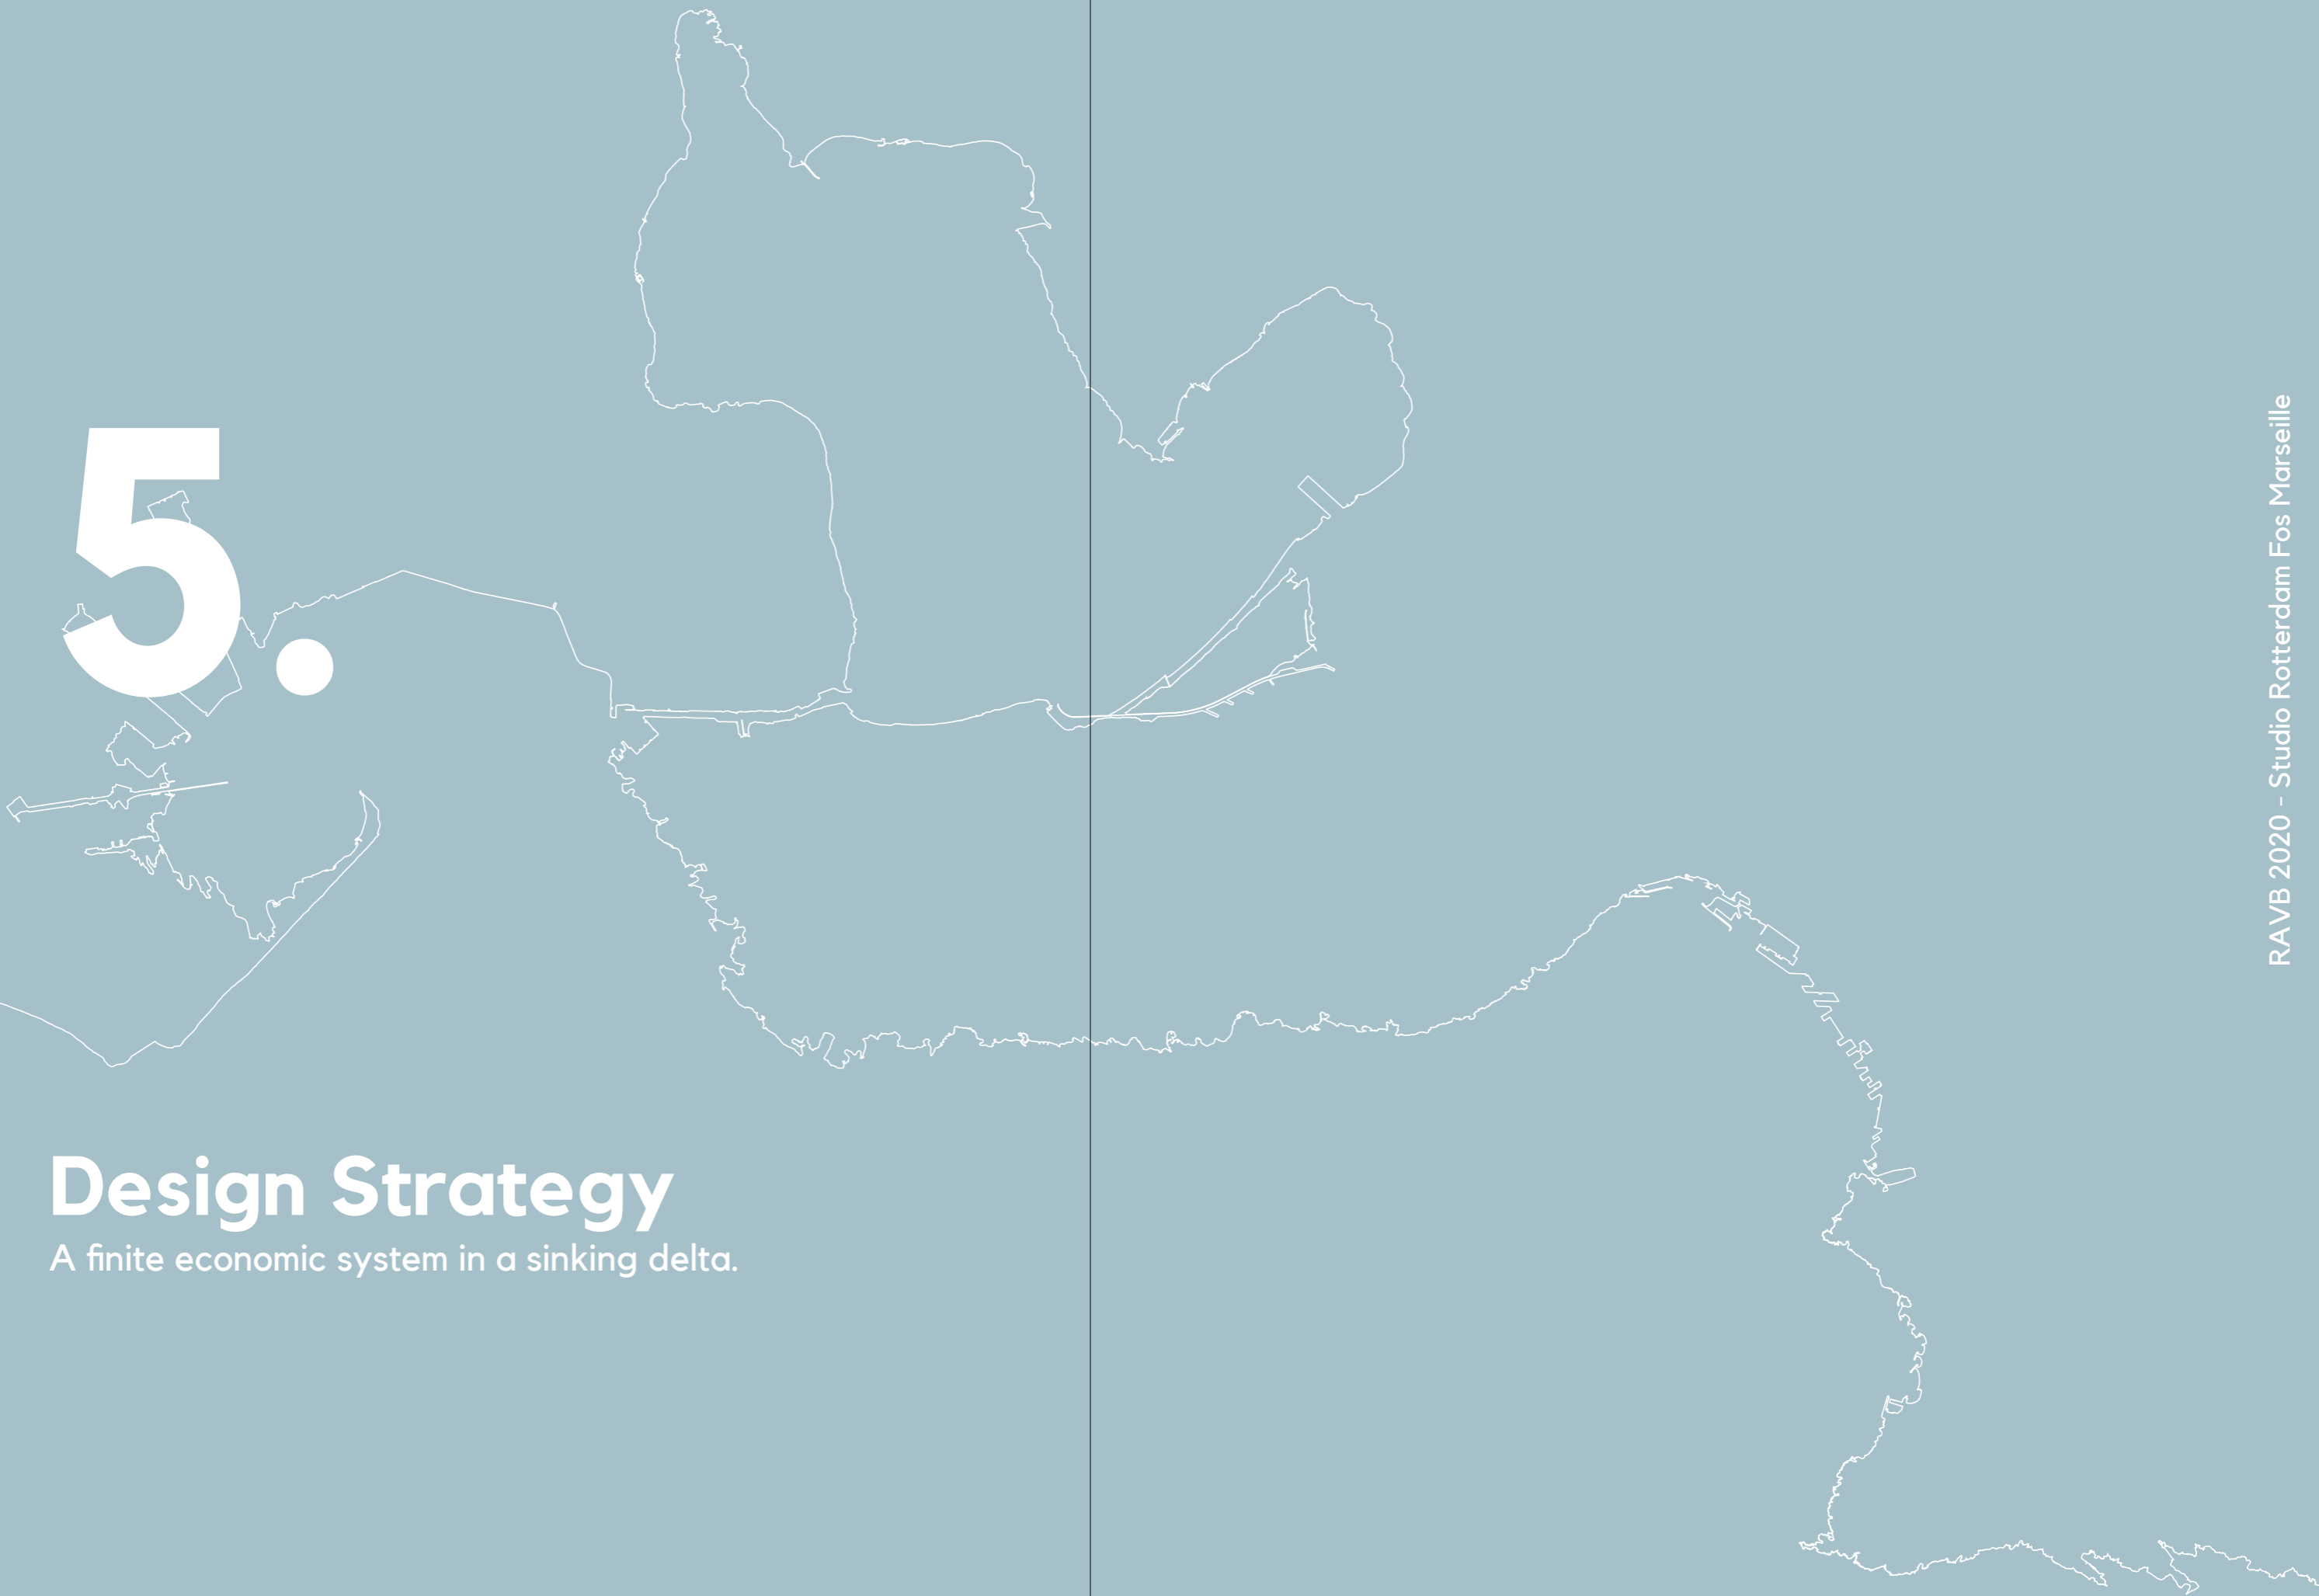 5.
Design Strategy
A finite economic system in a sinking delta.
RAVB 2020 - Studio Rotterdam Fos Marseille